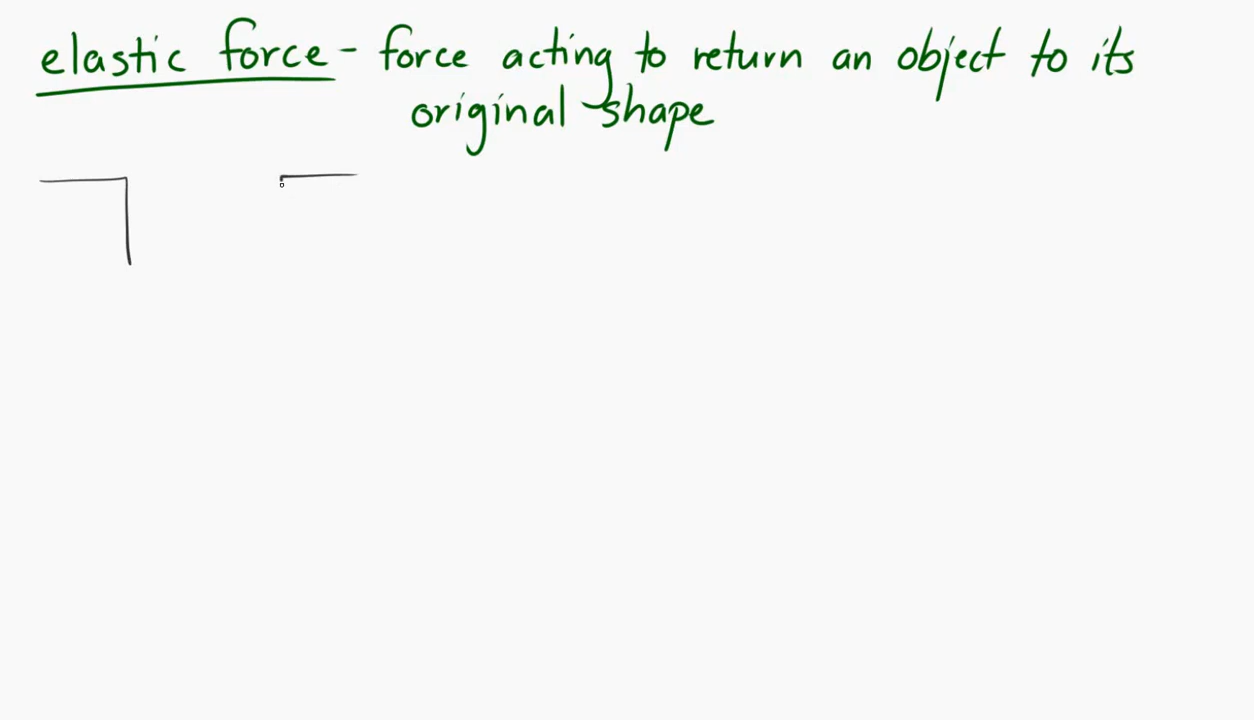 elastic force - force acting to return an object to its
original shape